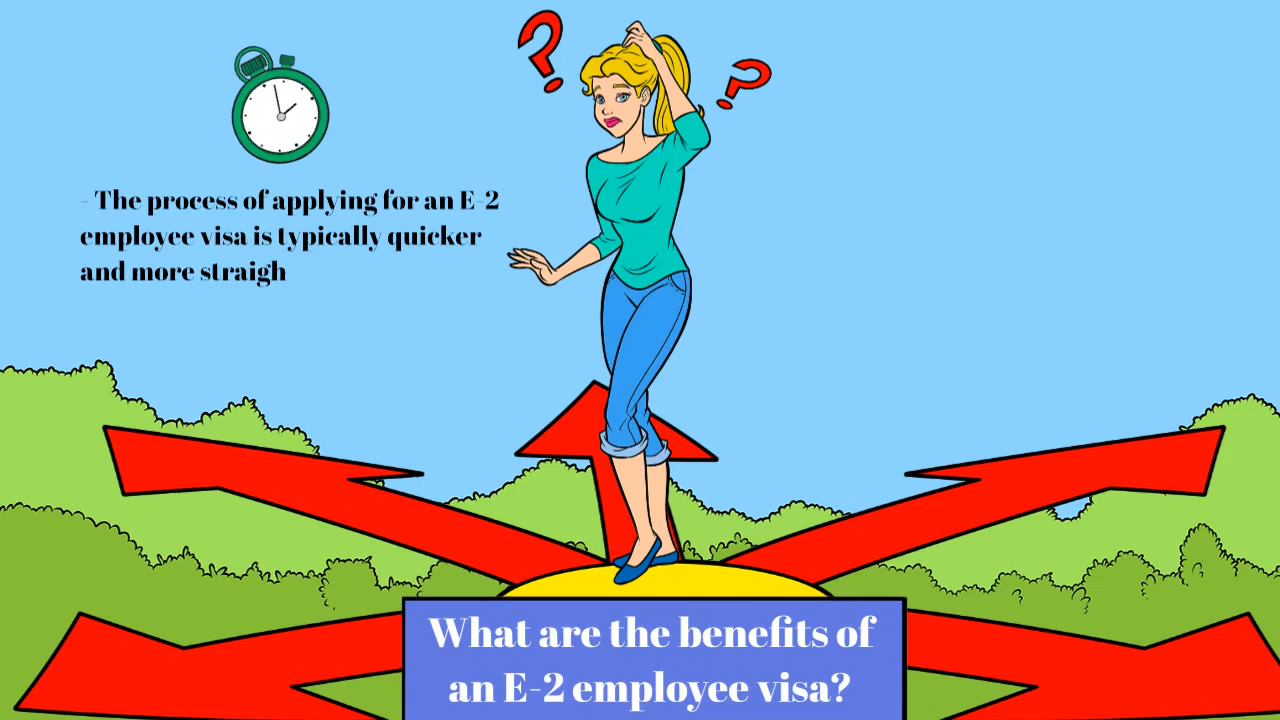 - The process of applying for an E-2
employee visa is typically quicker
and more straigh
? ?
What are the benefits of
an E-2 employee visa?